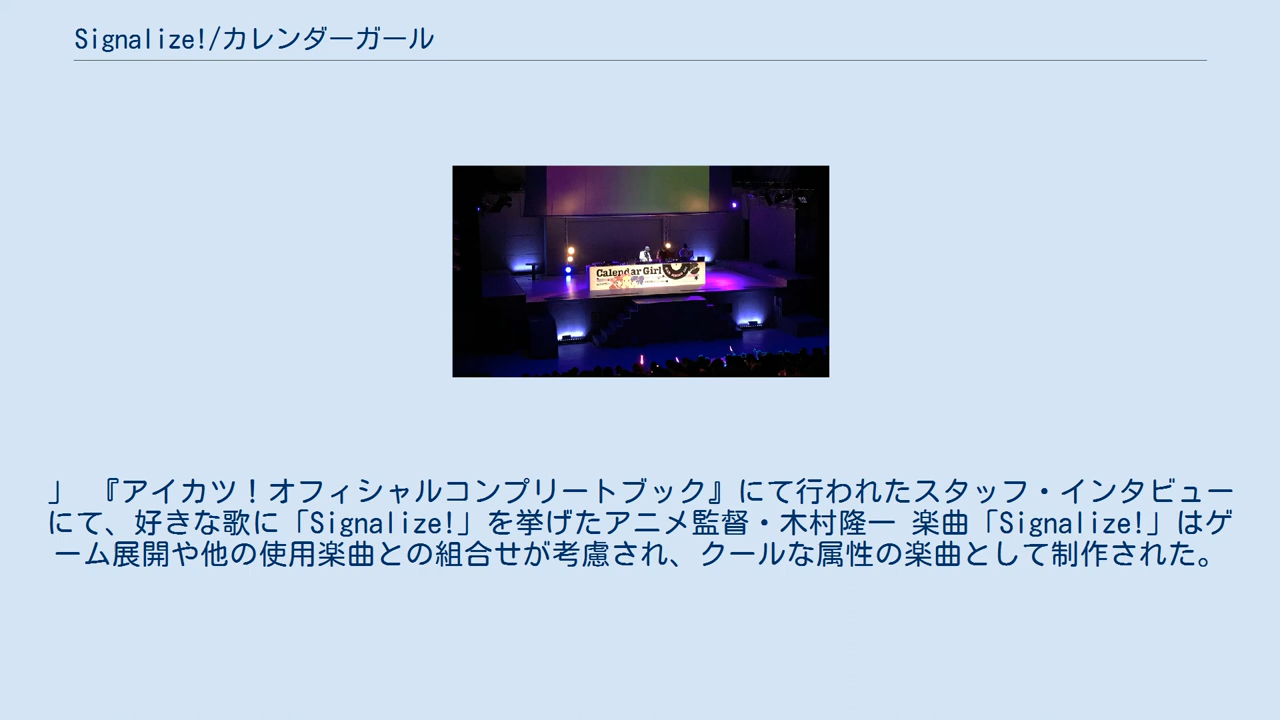 Signalize!/カレンダーガール
Calendar Girl
」 『アイカツ！オフィシャルコンプリートブック』にて行われたスタッフ・インタビュー
にて、好きな歌に「Signalize!」を挙げたアニメ監督・木村隆一 楽曲「Signalize!」はゲ
ーム展開や他の使用楽曲との組合せが考慮され、クールな属性の楽曲として制作された。